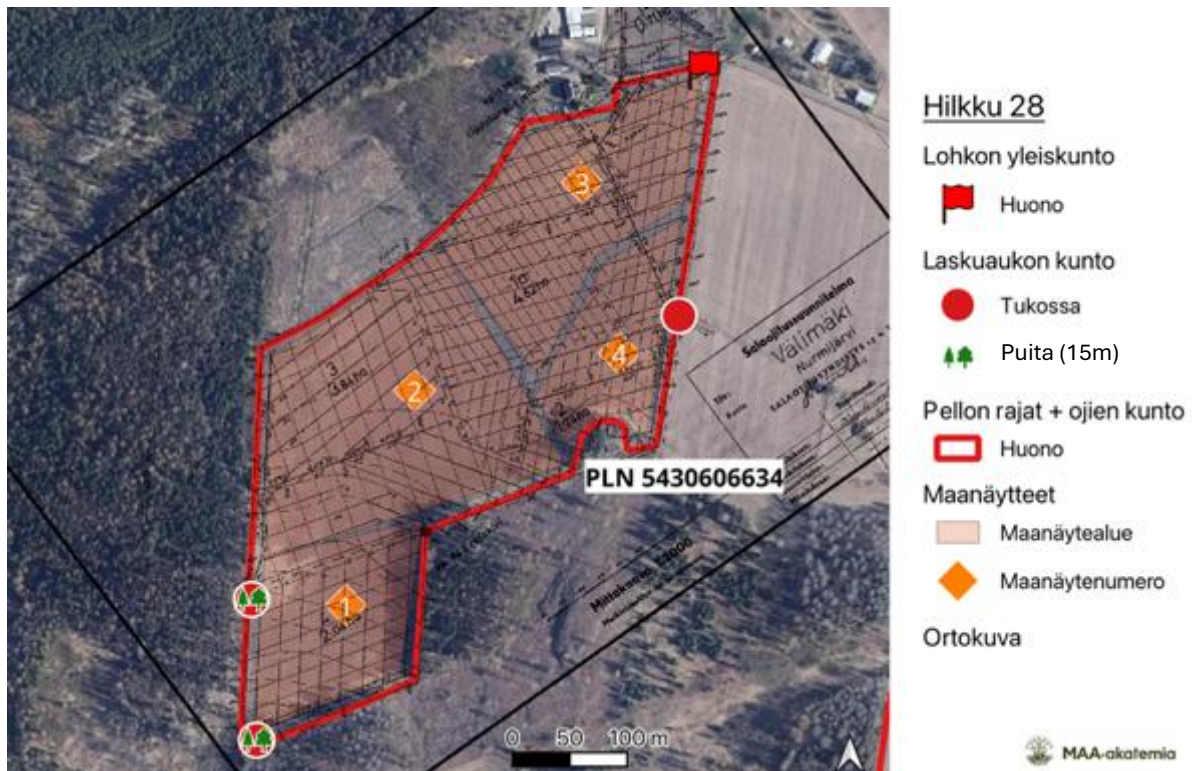 Hilkku 28
Lohkon yleiskunto
Huono
Laskuaukon kunto
Tukossa
Puita (15m)
Pellon rajat + ojien kunto
Huono
Maanäytteet
Maanäytealue
Maanäytenumero
Ortokuva
MAA-akatemia
3
2
4
1
PLN 5430606634
Salaojitussuunnitelma
Välimäki
Nurmijärvi
0 50 100 m